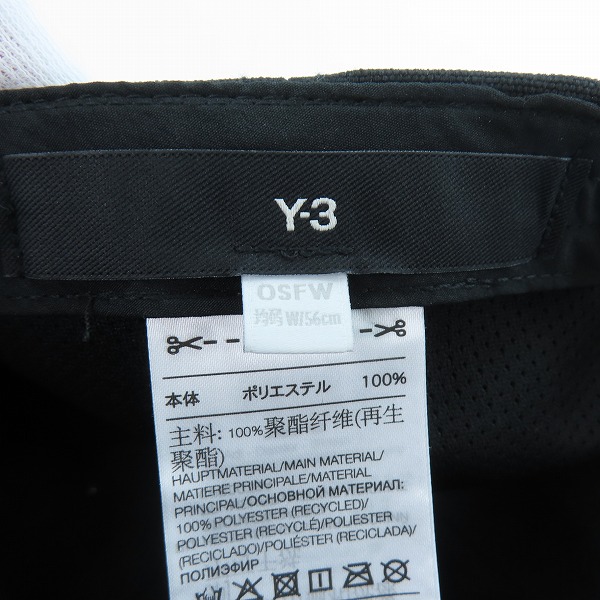 Y-3
OSFW
均码 W/56cm
本体 ポリエステル 100%
主料: 100%聚酯纤维(再生
聚酯)
HAUPTMATERIAL/MAIN MATERIAL/
MATIERE PRINCIPALE/MATERIAL
PRINCIPAL/ОСНОВНОЙ МАТЕРИАЛ:
100% POLYESTER (RECYCLED)/
POLYESTER (RECYCLÉ)/POLIESTER
(RECICLADO)/POLIÉSTER (RECICLADA)/
ПОЛИЭФИР